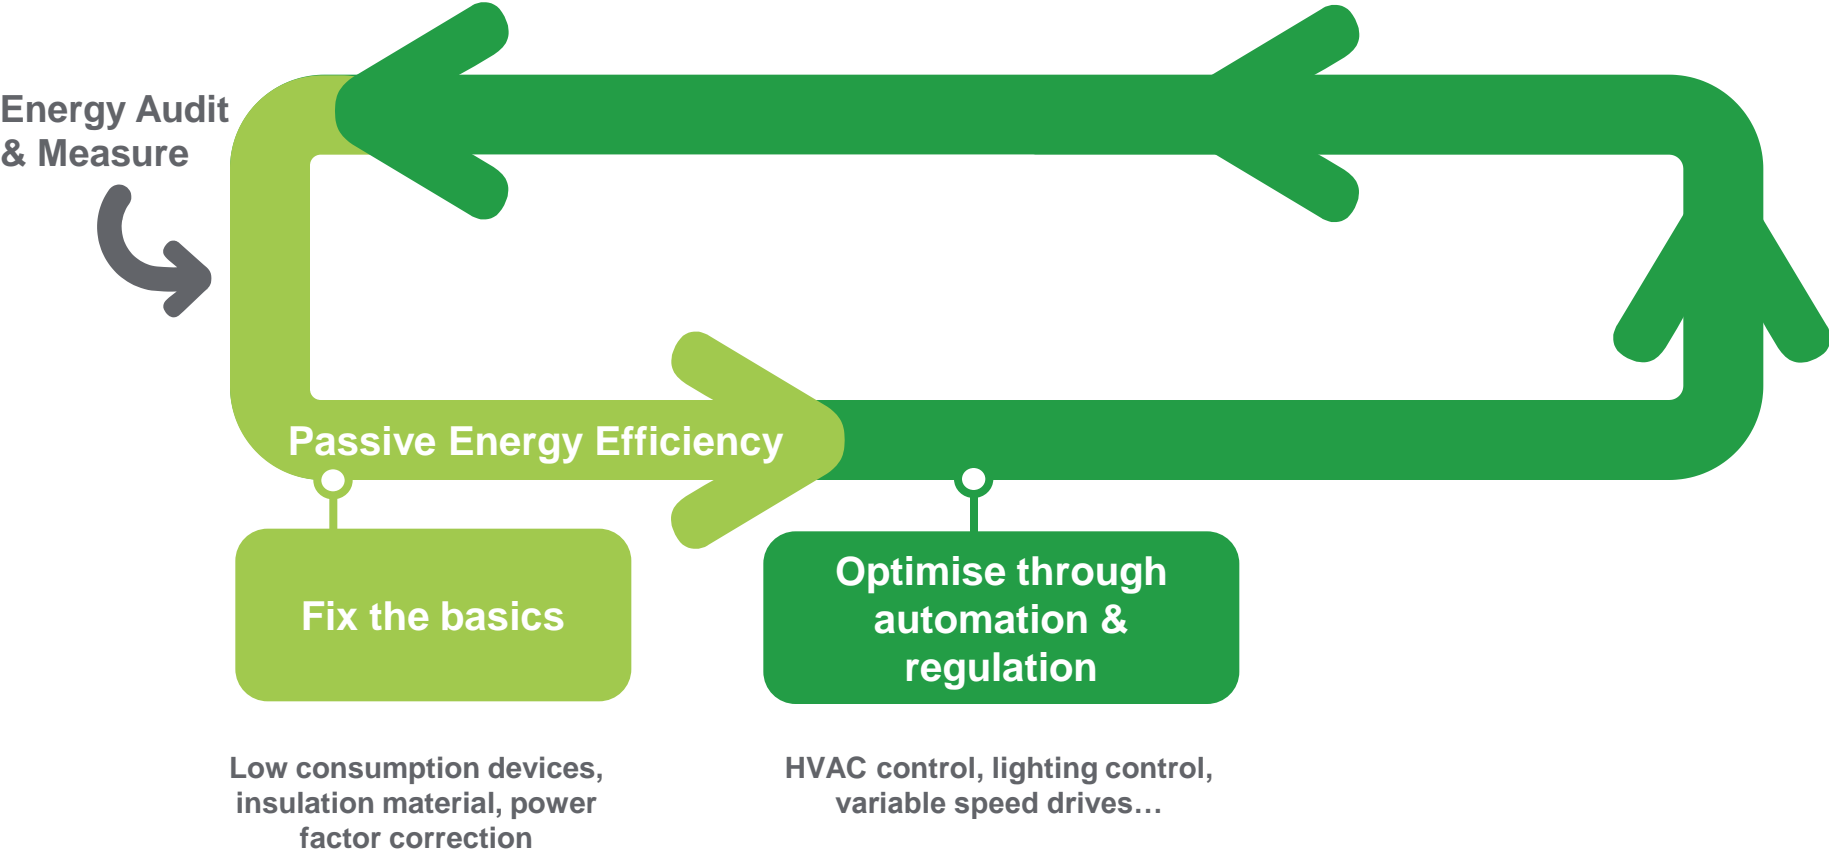 Energy Audit
& Measure
Passive Energy Efficiency
Fix the basics
Optimise through
automation &
regulation
Low consumption devices,
insulation material, power
factor correction
HVAC control, lighting control,
variable speed drives…